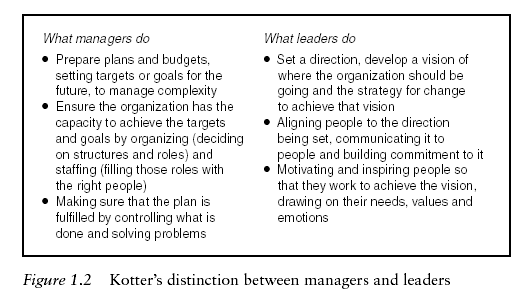 What managers do
● Prepare plans and budgets,
setting targets or goals for the
future, to manage complexity
● Ensure the organization has the
capacity to achieve the targets
and goals by organizing (deciding
on structures and roles) and
staffing (filling those roles with
the right people)
● Making sure that the plan is
fulfilled by controlling what is
done and solving problems
What leaders do
● Set a direction, develop a vision of
where the organization should be
going and the strategy for change
to achieve that vision
● Aligning people to the direction
being set, communicating it to
people and building commitment to it
● Motivating and inspiring people so
that they work to achieve the vision,
drawing on their needs, values and
emotions
Figure 1.2 Kotter's distinction between managers and leaders